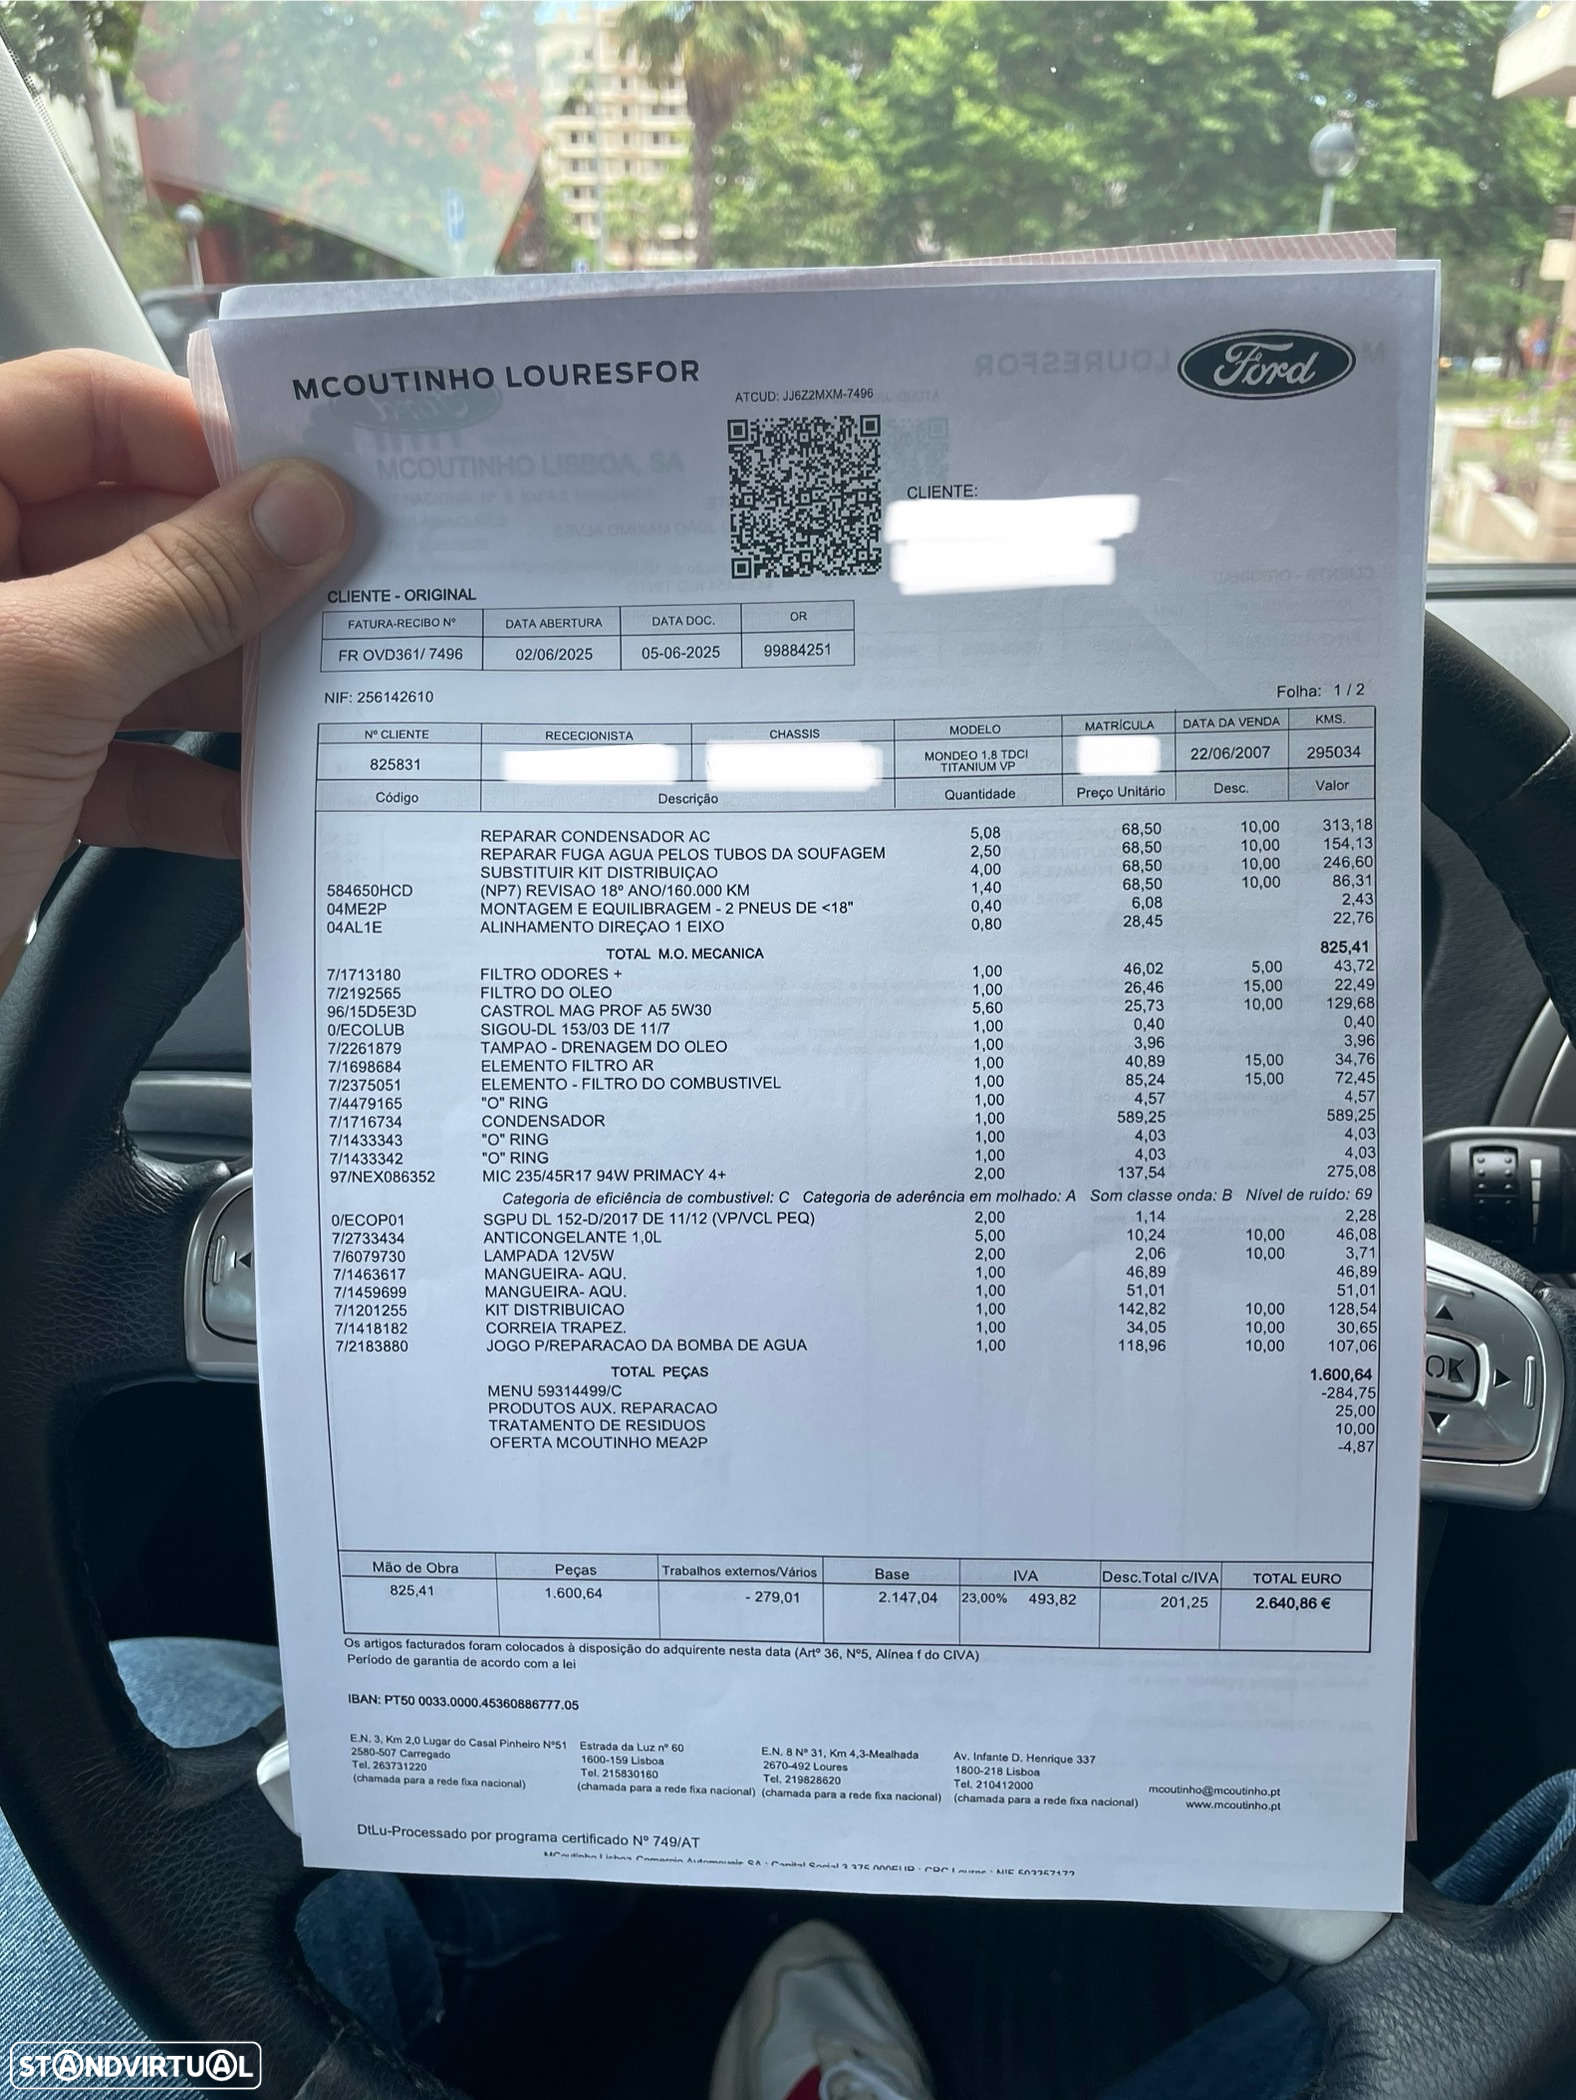 MCOUTINHO LOURESFOR
Ford
ATCUD: JJ6Z2MXM-7496
CLIENTE:
CLIENTE - ORIGINAL
FATURA-RECIBO Nº DATA ABERTURA DATA DOC. OR
FR OVD361/ 7496 02/06/2025 05-06-2025 99884251
NIF: 256142610 Folha: 1 / 2
Nº CLIENTE RECECIONISTA CHASSIS MODELO MATRÍCULA DATA DA VENDA KMS.
825831 MONDEO 1.8 TDCI TITANIUM VP 22/06/2007 295034
Código Descrição Quantidade Preço Unitário Desc. Valor
REPARAR CONDENSADOR AC 5,08 68,50 10,00 313,18
REPARAR FUGA AGUA PELOS TUBOS DA SOUFAGEM 2,50 68,50 10,00 154,13
SUBSTITUIR KIT DISTRIBUIÇAO 4,00 68,50 10,00 246,60
584650HCD (NP7) REVISAO 18º ANO/160.000 KM 1,40 68,50 10,00 86,31
04ME2P MONTAGEM E EQUILIBRAGEM - 2 PNEUS DE <18" 0,40 6,08 2,43
04AL1E ALINHAMENTO DIREÇAO 1 EIXO 0,80 28,45 22,76
TOTAL M.O. MECANICA 825,41
7/1713180 FILTRO ODORES + 1,00 46,02 5,00 43,72
7/2192565 FILTRO DO OLEO 1,00 26,46 15,00 22,49
96/15D5E3D CASTROL MAG PROF A5 5W30 5,60 25,73 10,00 129,68
0/ECOLUB SIGOU-DL 153/03 DE 11/7 1,00 0,40 0,40
7/2261879 TAMPAO - DRENAGEM DO OLEO 1,00 3,96 3,96
7/1698684 ELEMENTO FILTRO AR 1,00 40,89 15,00 34,76
7/2375051 ELEMENTO - FILTRO DO COMBUSTIVEL 1,00 85,24 15,00 72,45
7/4479165 "O" RING 1,00 4,57 4,57
7/1716734 CONDENSADOR 1,00 589,25 589,25
7/1433343 "O" RING 1,00 4,03 4,03
7/1433342 "O" RING 1,00 4,03 4,03
97/NEX086352 MIC 235/45R17 94W PRIMACY 4+ 2,00 137,54 275,08
Categoria de eficiência de combustivel: C Categoria de aderência em molhado: A Som classe onda: B Nível de ruído: 69
0/ECOP01 SGPU DL 152-D/2017 DE 11/12 (VP/VCL PEQ) 2,00 1,14 2,28
7/2733434 ANTICONGELANTE 1,0L 5,00 10,24 10,00 46,08
7/6079730 LAMPADA 12V5W 2,00 2,06 10,00 3,71
7/1463617 MANGUEIRA- AQU. 1,00 46,89 46,89
7/1459699 MANGUEIRA- AQU. 1,00 51,01 51,01
7/1201255 KIT DISTRIBUICAO 1,00 142,82 10,00 128,54
7/1418182 CORREIA TRAPEZ. 1,00 34,05 10,00 30,65
7/2183880 JOGO P/REPARACAO DA BOMBA DE AGUA 1,00 118,96 10,00 107,06
TOTAL PEÇAS 1.600,64
MENU 59314499/C -284,75
PRODUTOS AUX. REPARACAO 25,00
TRATAMENTO DE RESIDUOS 10,00
OFERTA MCOUTINHO MEA2P -4,87
Mão de Obra Peças Trabalhos externos/Vários Base IVA Desc.Total c/IVA TOTAL EURO
825,41 1.600,64 - 279,01 2.147,04 23,00% 493,82 201,25 2.640,86 €
Os artigos facturados foram colocados à disposição do adquirente nesta data (Artº 36, Nº5, Alínea f do CIVA)
Período de garantia de acordo com a lei
IBAN: PT50 0033.0000.45360886777.05
E.N. 3, Km 2,0 Lugar do Casal Pinheiro Nº51
2580-507 Carregado
Tel. 263731220
(chamada para a rede fixa nacional)
Estrada da Luz nº 60
1600-159 Lisboa
Tel. 215830160
(chamada para a rede fixa nacional)
E.N. 8 Nº 31, Km 4,3-Mealhada
2670-492 Loures
Tel. 219828620
(chamada para a rede fixa nacional)
Av. Infante D. Henrique 337
1800-218 Lisboa
Tel. 210412000
(chamada para a rede fixa nacional)
mcoutinho@mcoutinho.pt
www.mcoutinho.pt
DtLu-Processado por programa certificado Nº 749/AT
OK
STANDVIRTUAL